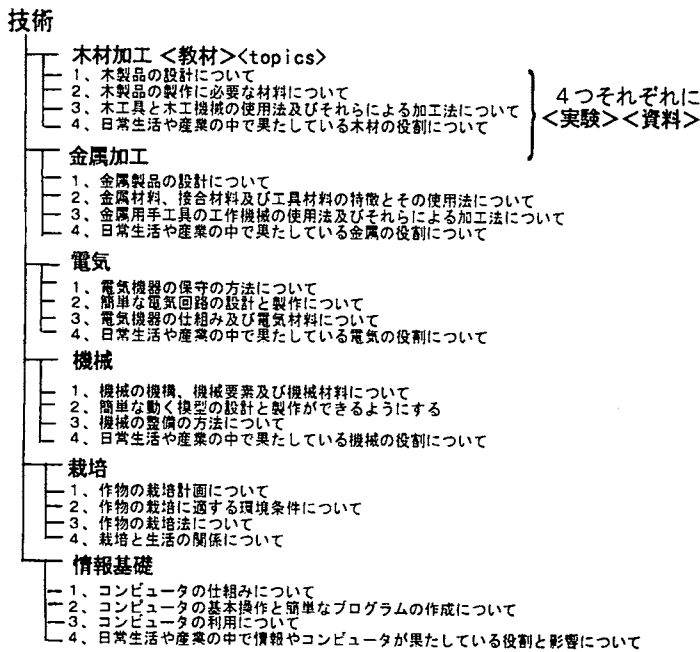 技術
木材加工 <教材><topics>
1、木製品の設計について
2、木製品の製作に必要な材料について
3、木工具と木工機械の使用法及びそれらによる加工法について
4、日常生活や産業の中で果たしている木材の役割について
4つそれぞれに
<実験><資料>
金属加工
1、金属製品の設計について
2、金属材料、接合材料及び工具材料の特徴とその使用法について
3、金属用手工具の工作機械の使用法及びそれらによる加工法について
4、日常生活や産業の中で果たしている金属の役割について
電気
1、電気機器の保守の方法について
2、簡単な電気回路の設計と製作について
3、電気機器の仕組み及び電気材料について
4、日常生活や産業の中で果たしている電気の役割について
機械
1、機械の機構、機械要素及び機械材料について
2、簡単な動く模型の設計と製作ができるようにする
3、機械の整備の方法について
4、日常生活や産業の中で果たしている機械の役割について
栽培
1、作物の栽培計画について
2、作物の栽培に適する環境条件について
3、作物の栽培法について
4、栽培と生活の関係について
情報基礎
1、コンピュータの仕組みについて
2、コンピュータの基本操作と簡単なプログラムの作成について
3、コンピュータの利用について
4、日常生活や産業の中で情報やコンピュータが果たしている役割と影響について